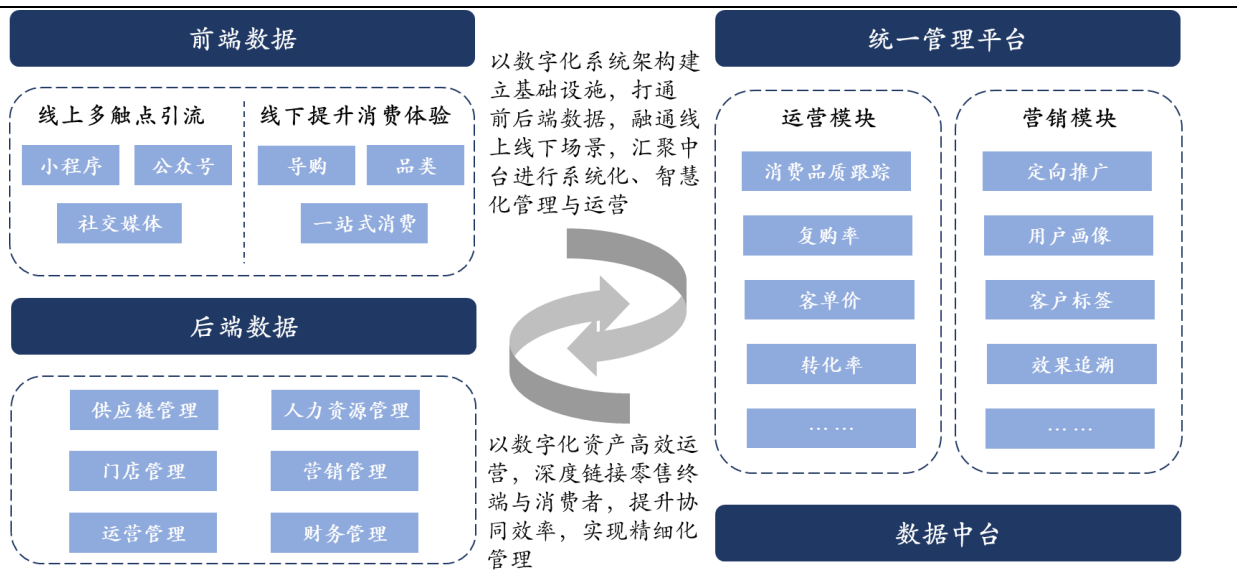 前端数据
线上多触点引流
线下提升消费体验
小程序
公众号
导购
品类
社交媒体
一站式消费
后端数据
供应链管理
人力资源管理
门店管理
营销管理
运营管理
财务管理
以数字化系统架构建
立基础设施，打通
前后端数据，融通线
上线下场景，汇聚中
台进行系统化、智慧
化管理与运营
以数字化资产高效运
营，深度链接零售终
端与消费者，提升协
同效率，实现精细化
管理
统一管理平台
运营模块
消费品质跟踪
复购率
客单价
转化率
……
营销模块
定向推广
用户画像
客户标签
效果追溯
……
数据中台